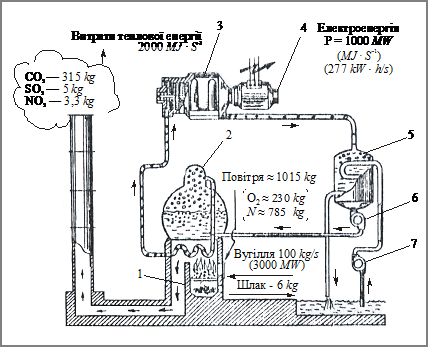 Витрати теплової енергії
2000 MJ · S⁻¹
3
4
Електроенергія
P = 1000 MW
(MJ · S⁻¹)
(277 kW · h/s)
CO₂ — 315 kg
SO₂ — 5 kg
NOₓ — 3,3 kg
2
5
Повітря ≈ 1015 kg
O₂ ≈ 230 kg
N ≈ 785 kg
6
7
Вугілля 100 kg/s
(3000 MW)
1
Шлак - 6 kg